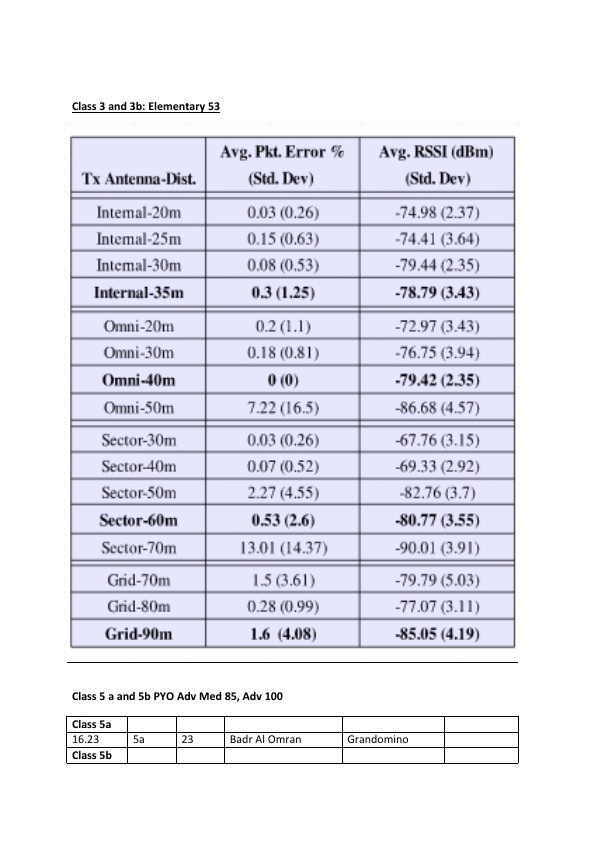 Class 3 and 3b: Elementary 53
Tx Antenna-Dist. Avg. Pkt. Error % (Std. Dev) Avg. RSSI (dBm) (Std. Dev)
Internal-20m 0.03 (0.26) -74.98 (2.37)
Internal-25m 0.15 (0.63) -74.41 (3.64)
Internal-30m 0.08 (0.53) -79.44 (2.35)
Internal-35m 0.3 (1.25) -78.79 (3.43)
Omni-20m 0.2 (1.1) -72.97 (3.43)
Omni-30m 0.18 (0.81) -76.75 (3.94)
Omni-40m 0 (0) -79.42 (2.35)
Omni-50m 7.22 (16.5) -86.68 (4.57)
Sector-30m 0.03 (0.26) -67.76 (3.15)
Sector-40m 0.07 (0.52) -69.33 (2.92)
Sector-50m 2.27 (4.55) -82.76 (3.7)
Sector-60m 0.53 (2.6) -80.77 (3.55)
Sector-70m 13.01 (14.37) -90.01 (3.91)
Grid-70m 1.5 (3.61) -79.79 (5.03)
Grid-80m 0.28 (0.99) -77.07 (3.11)
Grid-90m 1.6 (4.08) -85.05 (4.19)
Class 5 a and 5b PYO Adv Med 85, Adv 100
Class 5a
16.23 5a 23 Badr Al Omran Grandomino
Class 5b